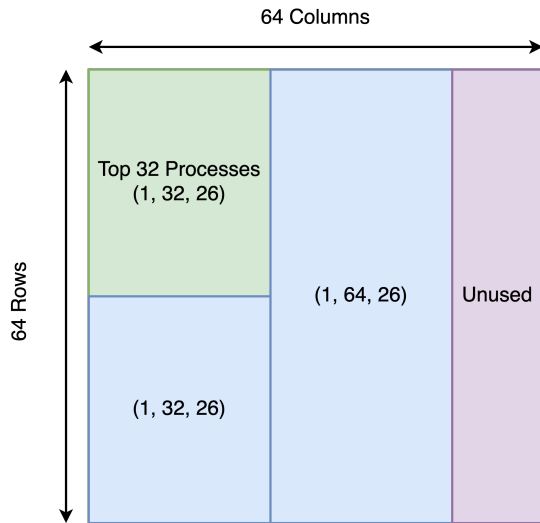 64 Columns
64 Rows
Top 32 Processes
(1, 32, 26)
(1, 64, 26)
Unused
(1, 32, 26)